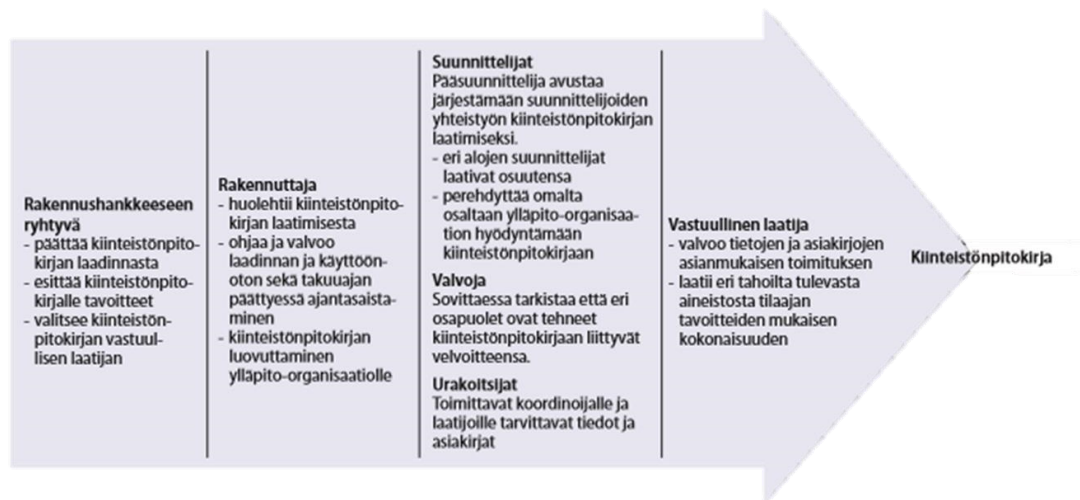 Rakennushankkeeseen
ryhtyvä
- päättää kiinteistönpito-
kirjan laadinnasta
- esittää kiinteistönpito-
kirjalle tavoitteet
- valitsee kiinteistön-
pitokirjan vastuul-
lisen laatijan
Rakennuttaja
- huolehtii kiinteistönpito-
kirjan laatimisesta
- ohjaa ja valvoo
laadinnan ja käyttöön-
oton sekä takuuajan
päättyessä ajantasaista-
minen
- kiinteistönpitokirjan
luovuttaminen
ylläpito-organisaatiolle
Suunnittelijat
Pääsuunnittelija avustaa
järjestämään suunnittelijoiden
yhteistyön kiinteistönpitokirjan
laatimiseksi.
- eri alojen suunnittelijat
laativat osuutensa
- perehdyttää omalta
osaltaan ylläpito-organisaa-
tion hyödyntämään
kiinteistönpitokirjaan
Valvoja
Sovittaessa tarkistaa että eri
osapuolet ovat tehneet
kiinteistönpitokirjaan liittyvät
velvoitteensa.
Urakoitsijat
Toimittavat koordinoijalle ja
laatijoille tarvittavat tiedot ja
asiakirjat
Vastuullinen laatija
- valvoo tietojen ja asiakirjojen
asianmukaisen toimituksen
- laatii eri tahoilta tulevasta
aineistosta tilaajan
tavoitteiden mukaisen
kokonaisuuden
Kiinteistönpitokirja